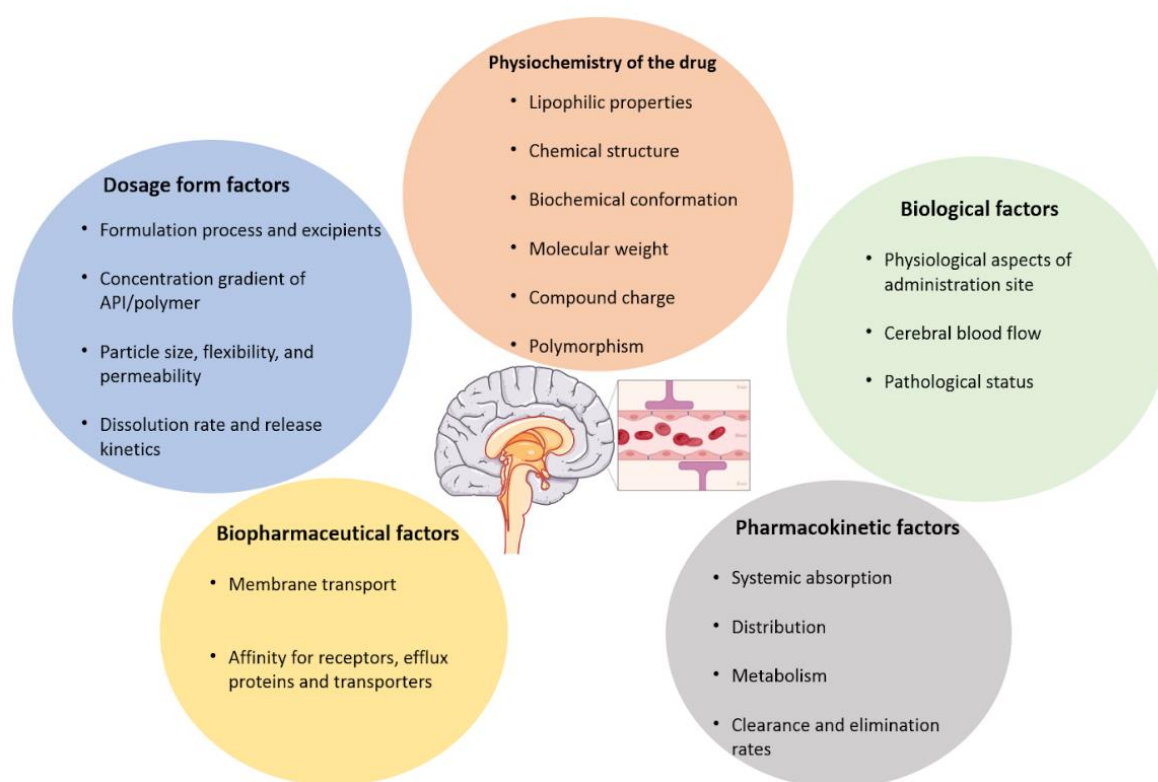 Physiochemistry of the drug
• Lipophilic properties
• Chemical structure
• Biochemical conformation
• Molecular weight
• Compound charge
• Polymorphism
Dosage form factors
• Formulation process and excipients
• Concentration gradient of
API/polymer
• Particle size, flexibility, and
permeability
• Dissolution rate and release
kinetics
Biological factors
• Physiological aspects of
administration site
• Cerebral blood flow
• Pathological status
Biopharmaceutical factors
• Membrane transport
• Affinity for receptors, efflux
proteins and transporters
Pharmacokinetic factors
• Systemic absorption
• Distribution
• Metabolism
• Clearance and elimination
rates